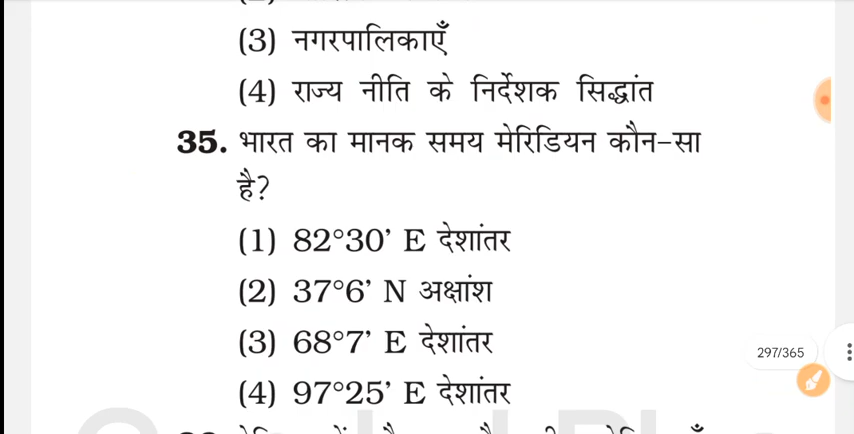 (3) नगरपालिकाएँ
(4) राज्य नीति के निर्देशक सिद्धांत
35. भारत का मानक समय मेरिडियन कौन-सा
है?
(1) 82°30’ E देशांतर
(2) 37°6’ N अक्षांश
(3) 68°7’ E देशांतर
297/365
(4) 97°25’ E देशांतर